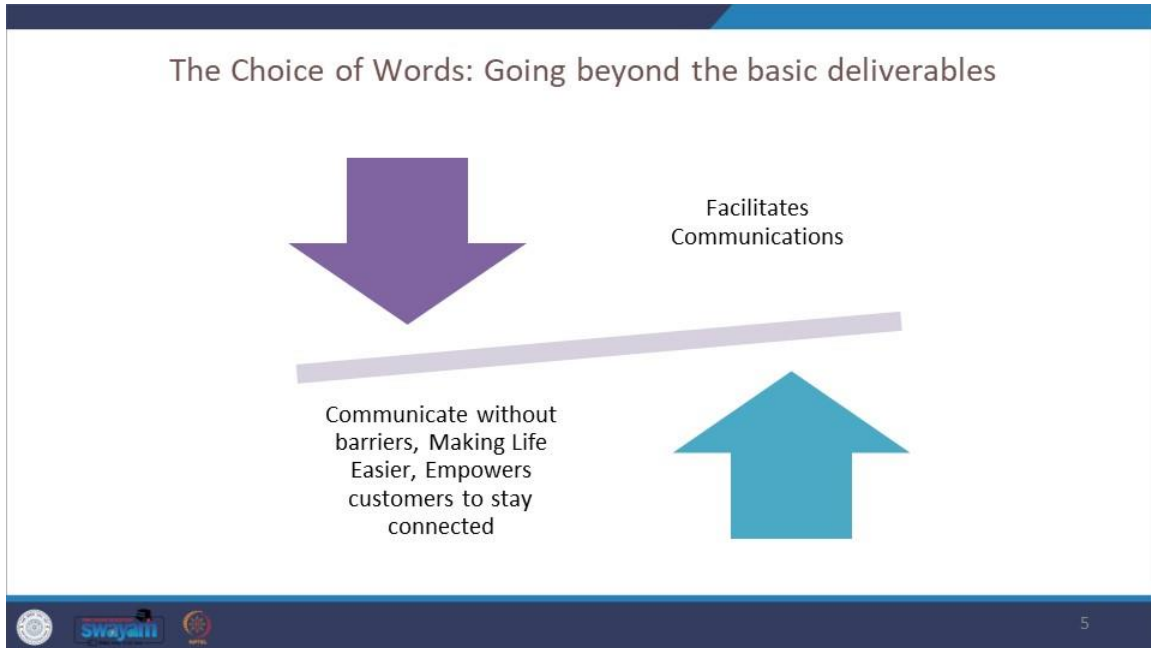 The Choice of Words: Going beyond the basic deliverables
Facilitates
Communications
Communicate without
barriers, Making Life
Easier, Empowers
customers to stay
connected
swayam
5